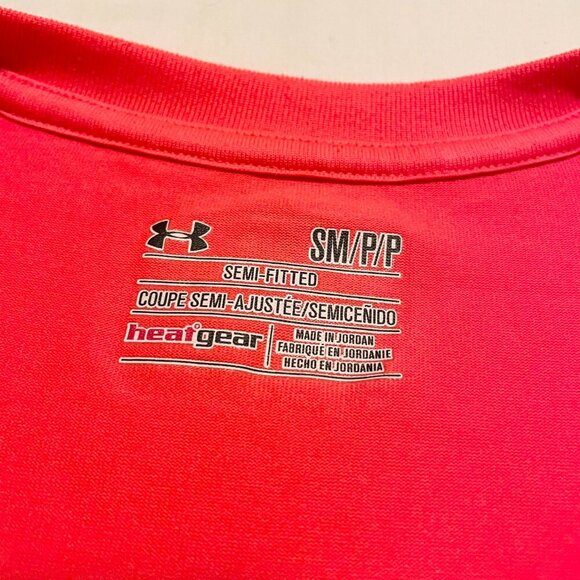 SM/P/P
SEMI-FITTED
COUPE SEMI-AJUSTÉE/SEMICEÑIDO
heatgear
MADE IN JORDAN
FABRIQUÉ EN JORDANIE
HECHO EN JORDANIA